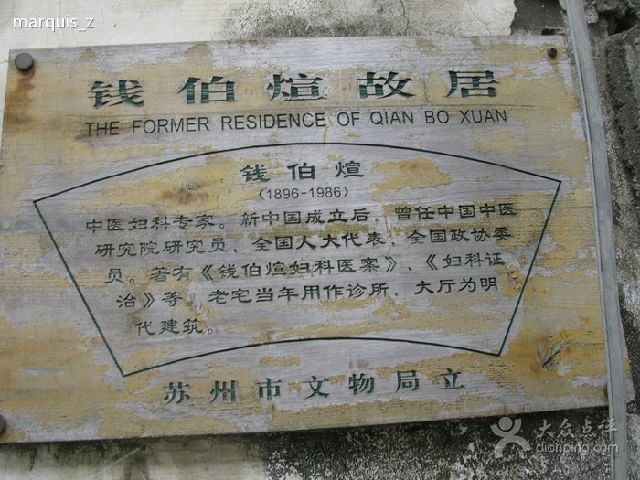 marquis_z
钱伯煊故居
THE FORMER RESIDENCE OF QIAN BO XUAN
钱伯煊
(1896-1986)
中医妇科专家。新中国成立后，曾任中国中医
研究院研究员、全国人大代表、全国政协委
员。著有《钱伯煊妇科医案》、《妇科证
治》等。老宅当年用作诊所，大厅为明
代建筑。
苏州市文物局立
大众点评
dianping.com